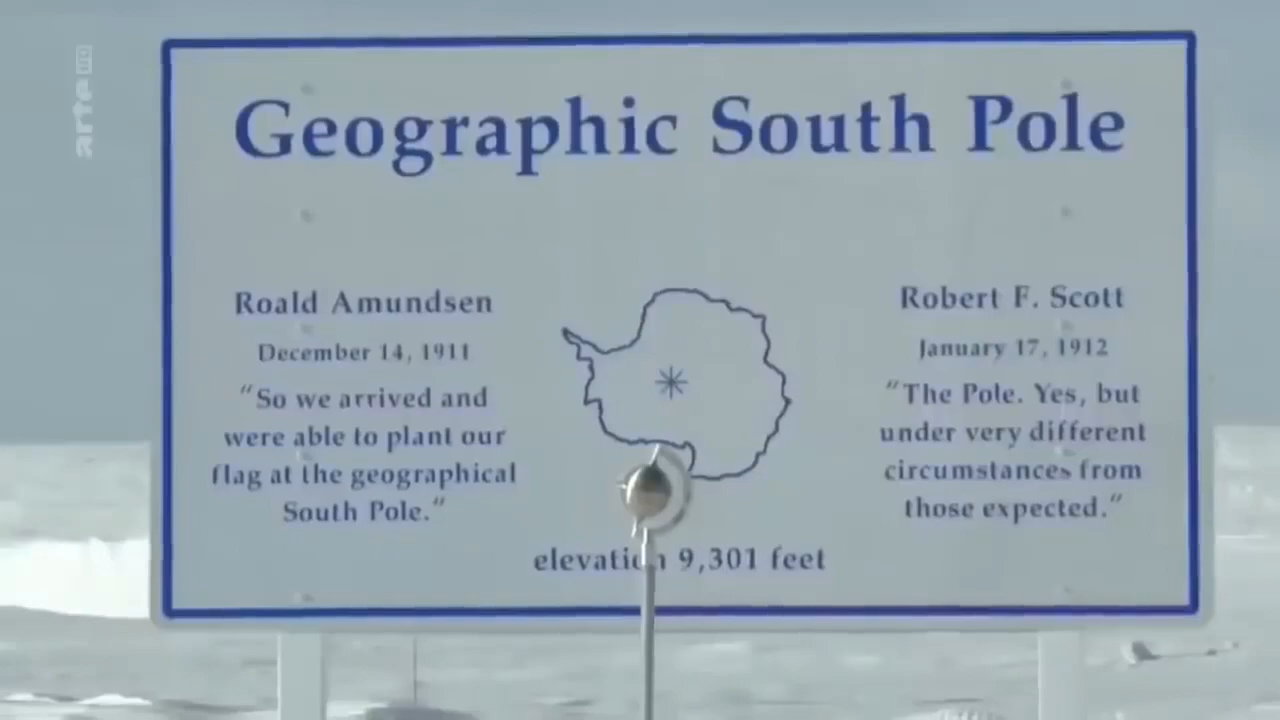 arte HD
Geographic South Pole
Roald Amundsen
December 14, 1911
“So we arrived and
were able to plant our
flag at the geographical
South Pole.”
Robert F. Scott
January 17, 1912
“The Pole. Yes, but
under very different
circumstances from
those expected.”
elevation 9,301 feet